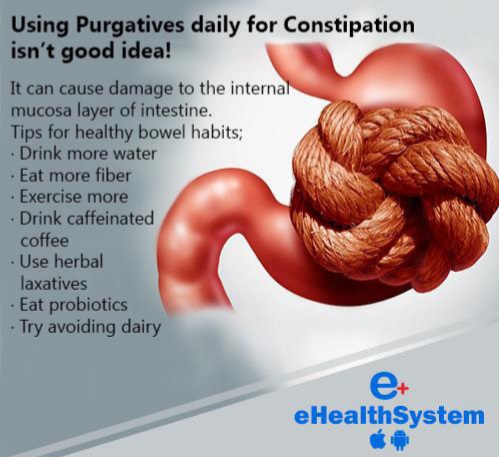 Using Purgatives daily for Constipation
isn't good idea!
It can cause damage to the internal
mucosa layer of intestine.
Tips for healthy bowel habits;
· Drink more water
· Eat more fiber
· Exercise more
· Drink caffeinated
coffee
· Use herbal
laxatives
· Eat probiotics
· Try avoiding dairy
e+
eHealthSystem